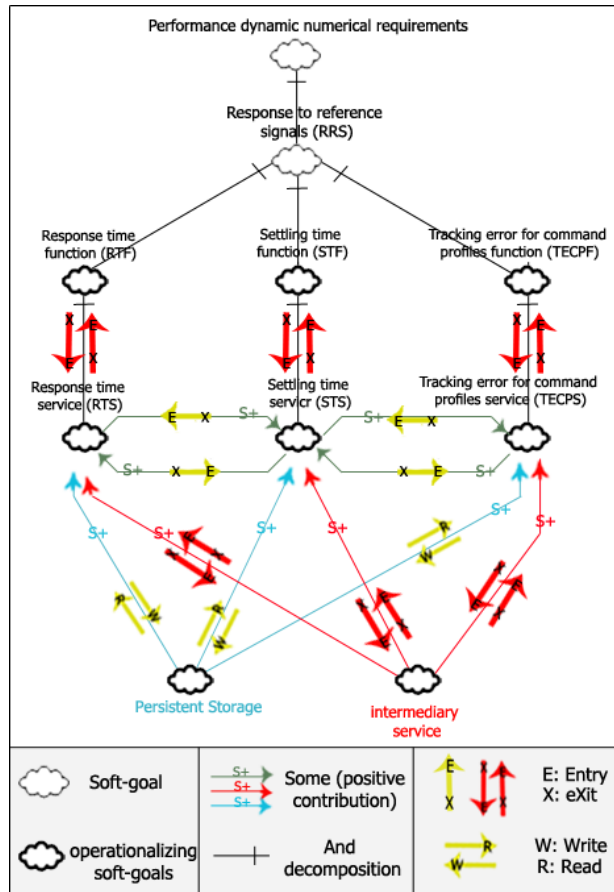 Performance dynamic numerical requirements
Response to reference
signals (RRS)
Response time
function (RTF)
Settling time
function (STF)
Tracking error for command
profiles function (TECPF)
X E
E X
X E
E X
X E
E X
Response time
service (RTS)
Settling time
servicr (STS)
Tracking error for command
profiles service (TECPS)
E X S+
S+ E X
S+ X E
X E S+
S+
S+
S+
S+
S+
S+
E X
X E
R
W
R W
R
W
X E
E X
X E
E X
Persistent Storage
intermediary
service
Soft-goal
operationalizing
soft-goals
S+
S+
S+
Some (positive
contribution)
And
decomposition
E X E
X E X
E: Entry
X: eXit
R
W
W: Write
R: Read